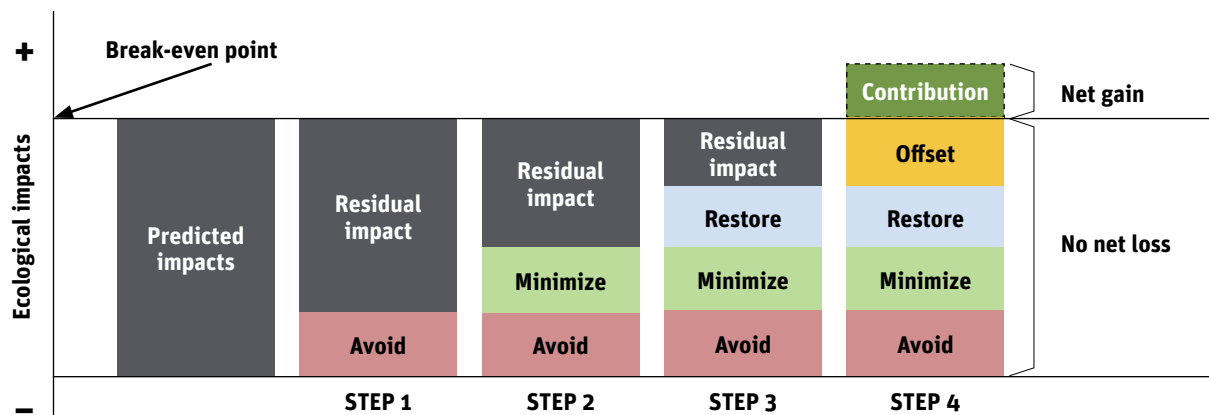 +
Break-even point
Contribution
Net gain
Ecological impacts
Predicted
impacts
Residual
impact
Avoid
Residual
impact
Minimize
Avoid
Residual
impact
Restore
Minimize
Avoid
Offset
Restore
Minimize
Avoid
No net loss
–
STEP 1
STEP 2
STEP 3
STEP 4